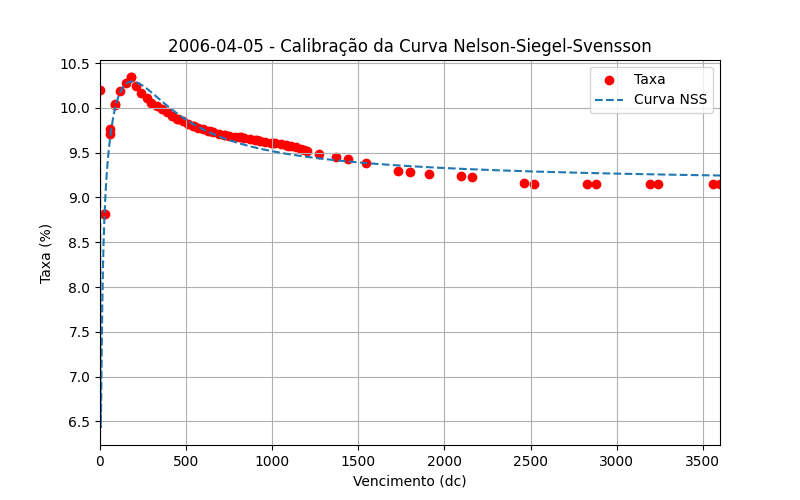 2006-04-05 - Calibração da Curva Nelson-Siegel-Svensson
Taxa
Curva NSS
Taxa (%)
10.5
10.0
9.5
9.0
8.5
8.0
7.5
7.0
6.5
0 500 1000 1500 2000 2500 3000 3500
Vencimento (dc)